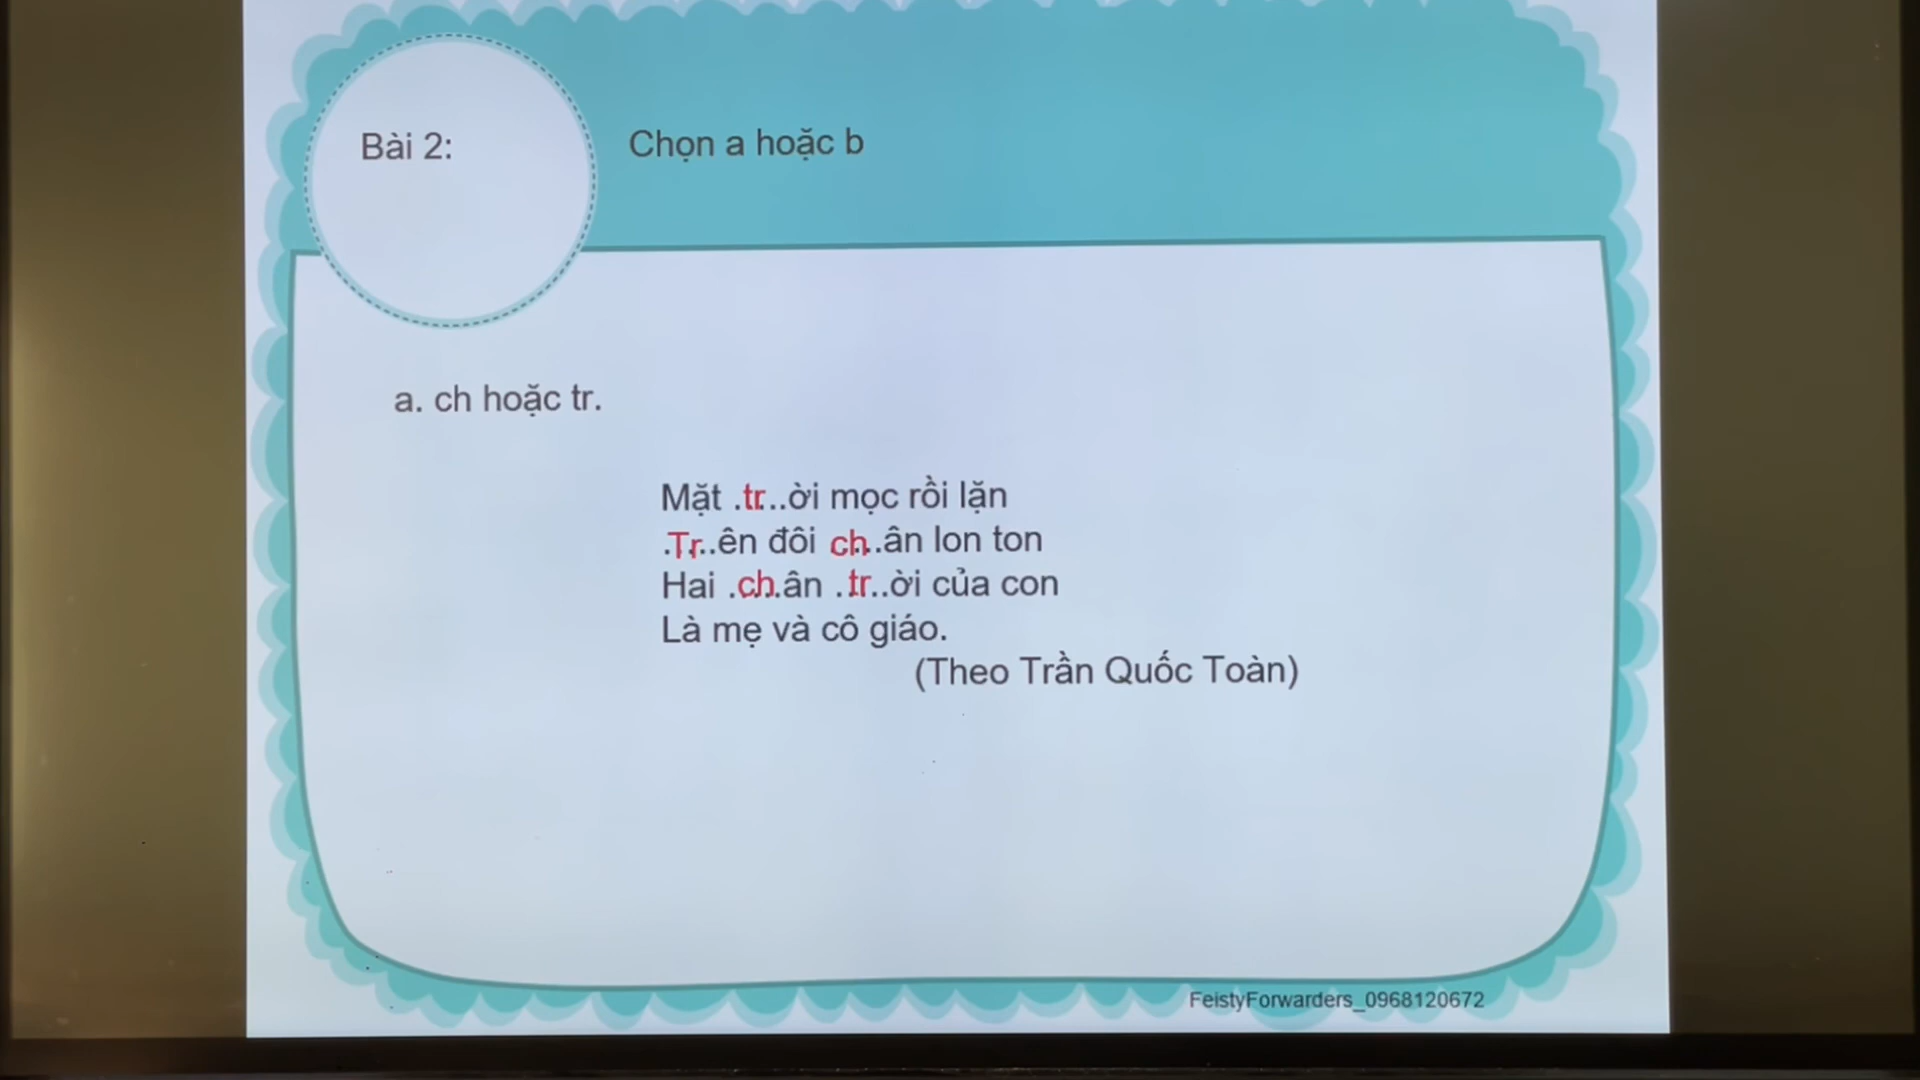 Bài 2:
Chọn a hoặc b
a. ch hoặc tr.
Mặt .tr...ời mọc rồi lặn
.Tr...ên đôi ch...ân lon ton
Hai .ch..ân ..tr..ời của con
Là mẹ và cô giáo.
(Theo Trần Quốc Toàn)
FeistyForwarders_0968120672